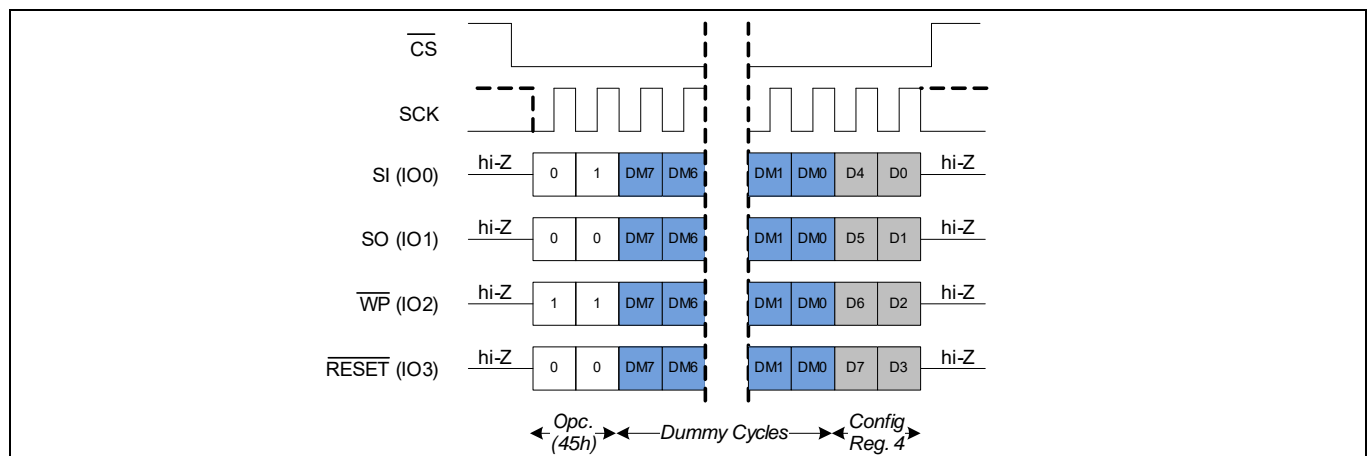 CS
SCK
SI (IO0) hi-Z 0 1 DM7 DM6 DM1 DM0 D4 D0 hi-Z
SO (IO1) hi-Z 0 0 DM7 DM6 DM1 DM0 D5 D1 hi-Z
WP (IO2) hi-Z 1 1 DM7 DM6 DM1 DM0 D6 D2 hi-Z
RESET (IO3) hi-Z 0 0 DM7 DM6 DM1 DM0 D7 D3 hi-Z
Opc. Dummy Cycles Config
(45h) Reg. 4